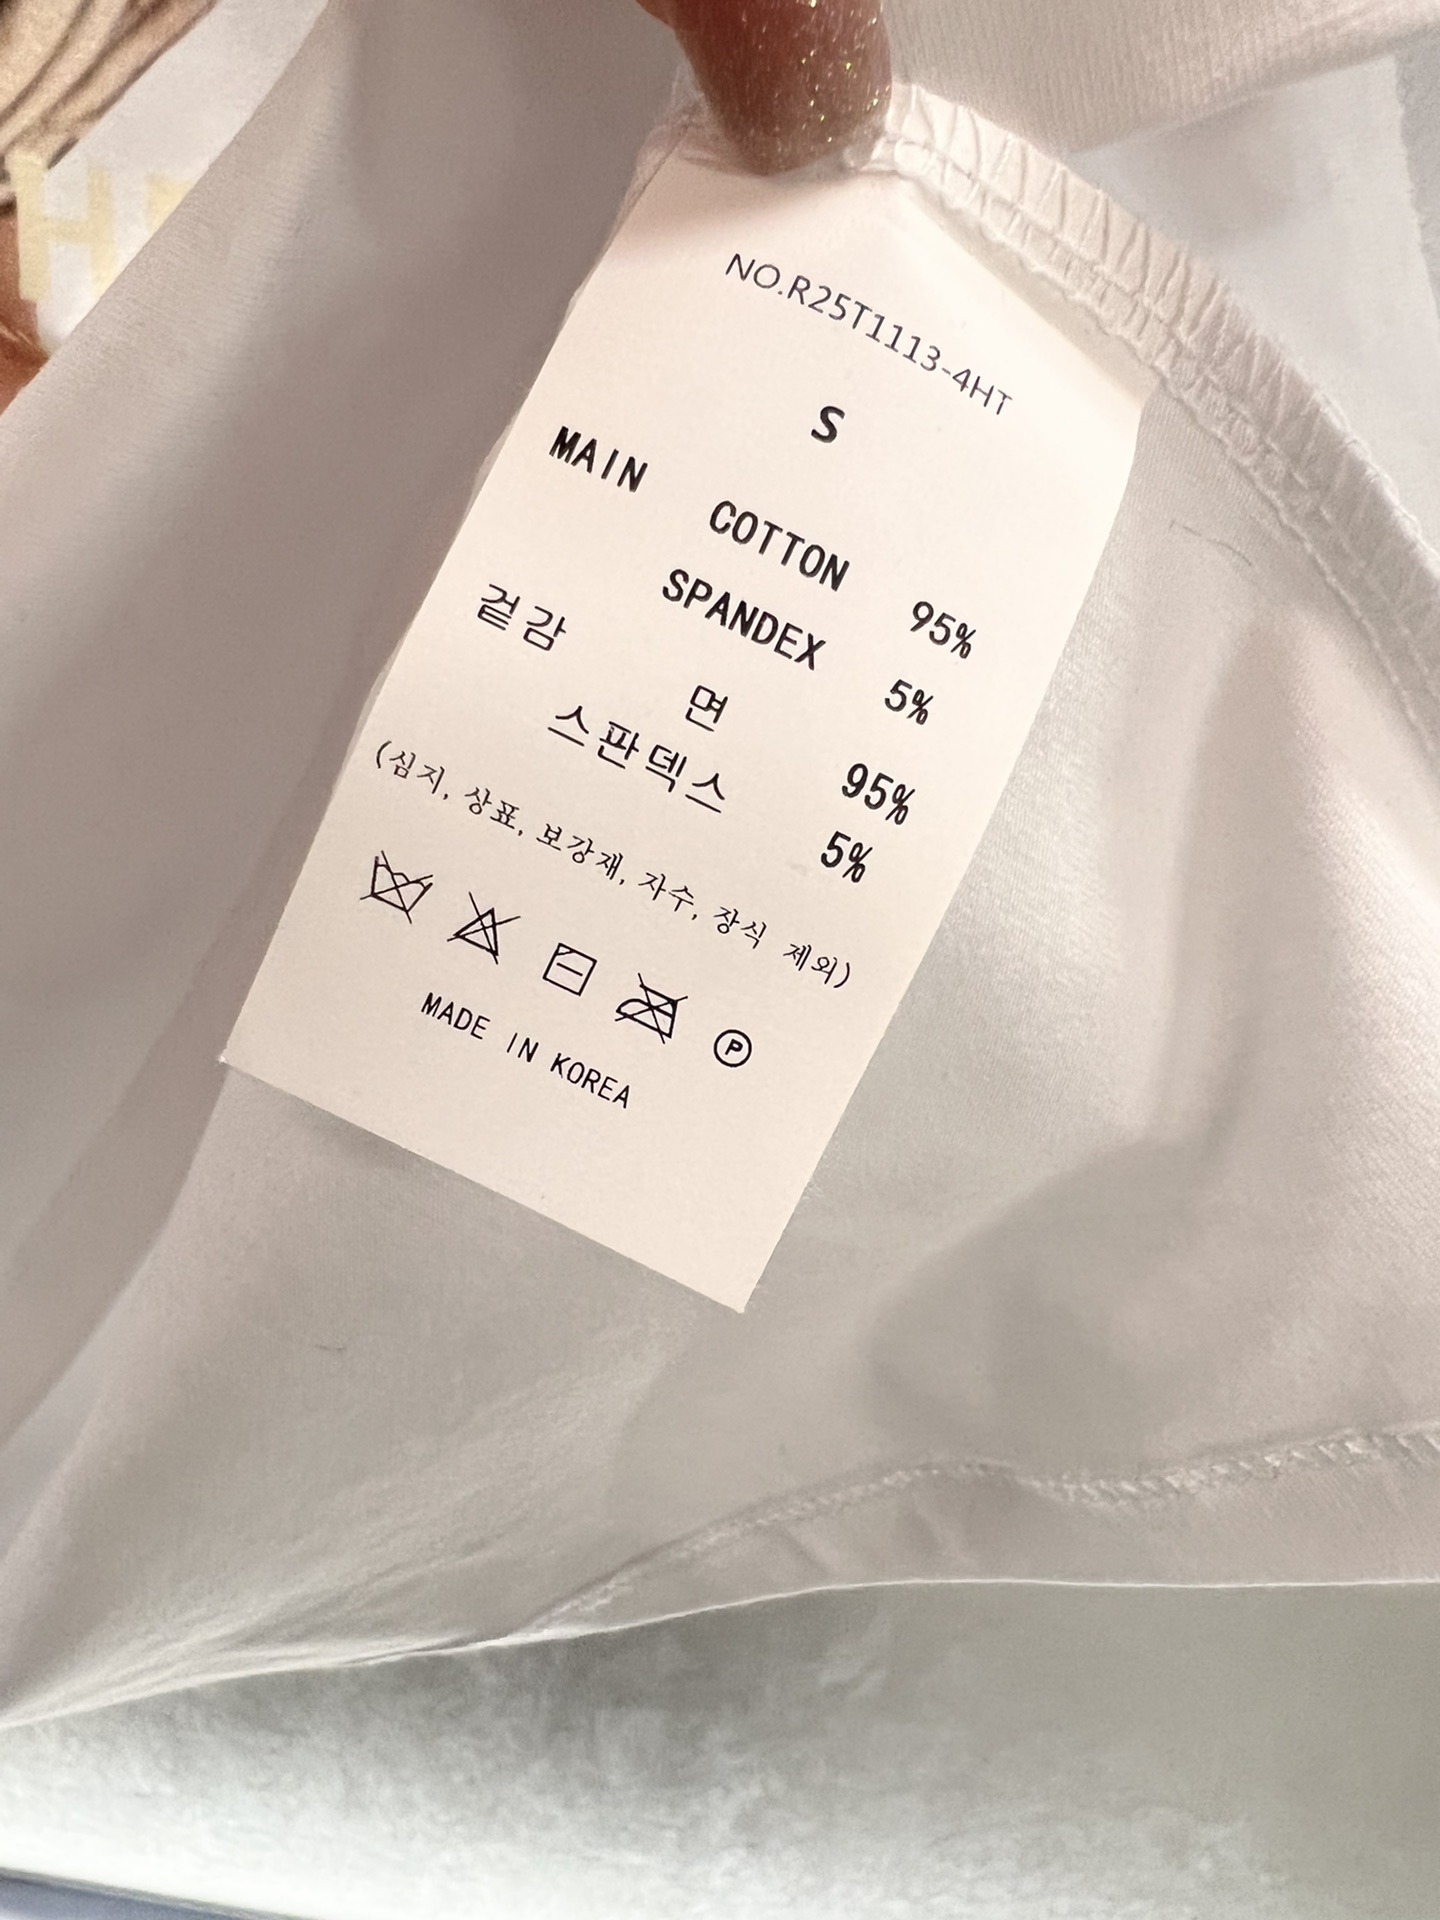 NO.R25T1113-4HT
S
MAIN COTTON 95%
SPANDEX 5%
겉감 면 95%
스판덱스 5%
(심지, 상표, 보강재, 자수, 장식 제외)
P
MADE IN KOREA